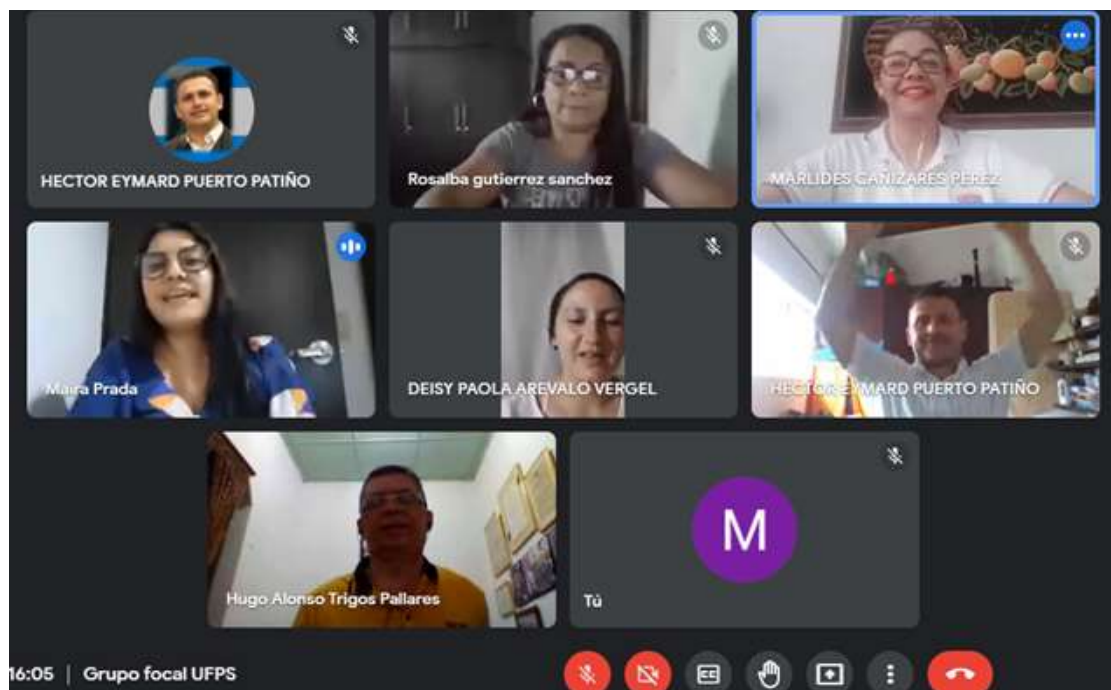 HECTOR EYMARD PUERTO PATIÑO
Rosalba gutierrez sanchez
MARLIDES CAÑIZARES PEREZ
Maira Prada
DEISY PAOLA AREVALO VERGEL
HECTOR EYMARD PUERTO PATIÑO
Hugo Alonso Trigos Pallares
M
Tú
16:05 | Grupo focal UFPS
CC